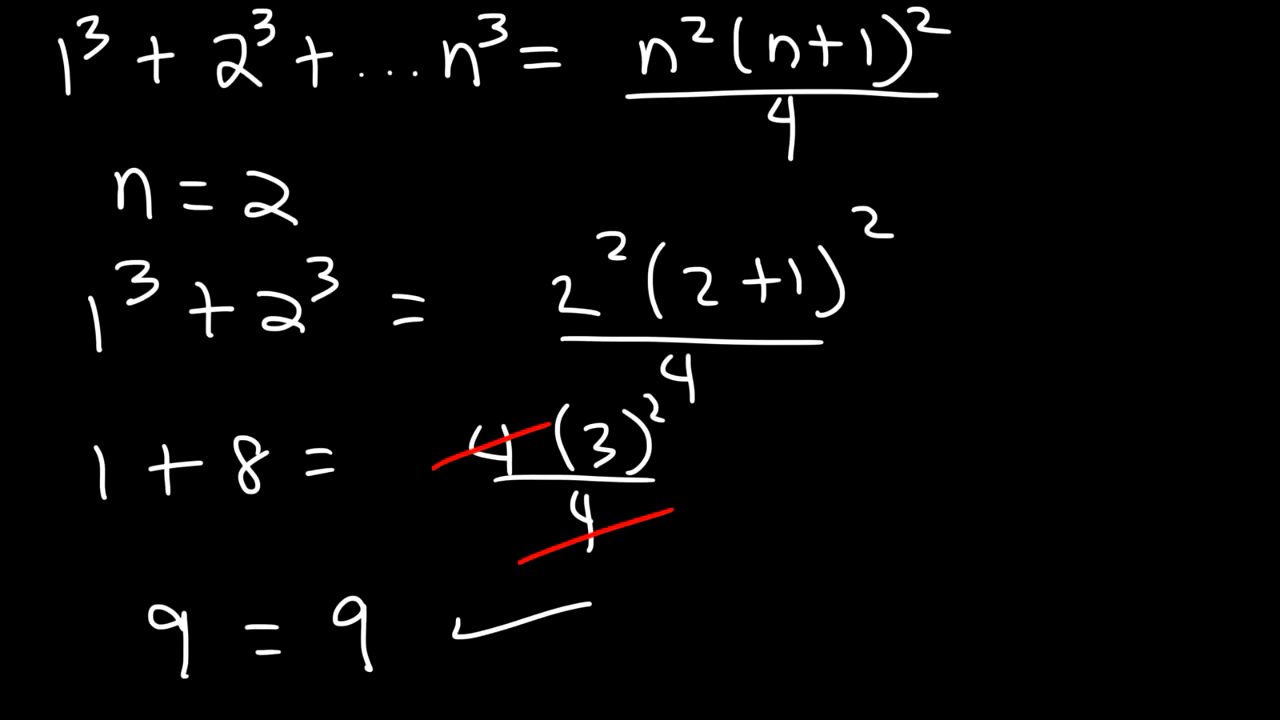 1³ + 2³ + ... n³ = n²(n+1)²/4
n = 2
1³ + 2³ = 2²(2+1)²/4
1 + 8 = 4(3)²/4
9 = 9 ✓